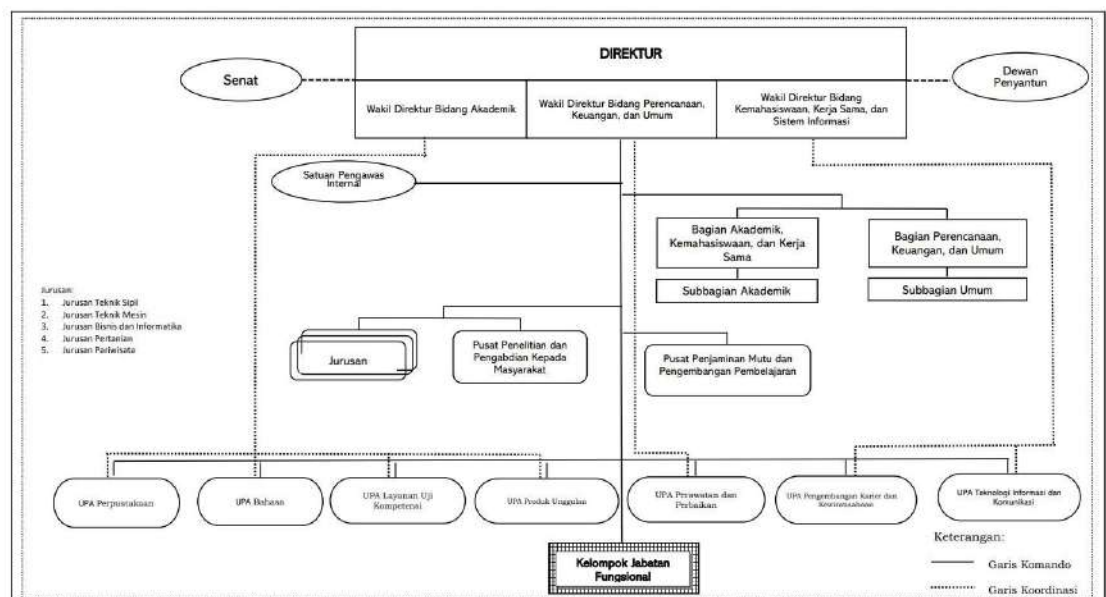 DIREKTUR
Senat
Dewan
Penyantun
Wakil Direktur Bidang Akademik
Wakil Direktur Bidang Perencanaan,
Keuangan, dan Umum
Wakil Direktur Bidang
Kemahasiswaan, Kerja Sama, dan
Sistem Informasi
Satuan Pengawas
Internal
Bagian Akademik,
Kemahasiswaan, dan Kerja
Sama
Bagian Perencanaan,
Keuangan, dan Umum
Subbagian Akademik
Subbagian Umum
Jurusan:
1. Jurusan Teknik Sipil
2. Jurusan Teknik Mesin
3. Jurusan Bisnis dan Informatika
4. Jurusan Pertanian
5. Jurusan Pariwisata
Jurusan
Pusat Penelitian dan
Pengabdian Kepada
Masyarakat
Pusat Penjaminan Mutu dan
Pengembangan Pembelajaran
UPA Perpustakaan
UPA Bahasa
UPA Layanan Uji
Kompetensi
UPA Produk Unggulan
UPA Perawatan dan
Perbaikan
UPA Pengembangan Karier dan
Kewirausahaan
UPA Teknologi Informasi dan
Komunikasi
Kelompok Jabatan
Fungsional
Keterangan:
Garis Komando
Garis Koordinasi